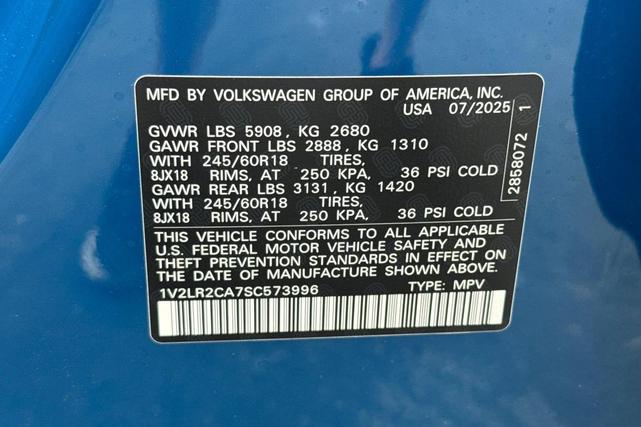 MFD BY VOLKSWAGEN GROUP OF AMERICA, INC.
USA 07/2025
GVWR LBS 5908, KG 2680
GAWR FRONT LBS 2888, KG 1310
WITH 245/60R18 TIRES,
8JX18 RIMS, AT 250 KPA, 36 PSI COLD
GAWR REAR LBS 3131, KG 1420
WITH 245/60R18 TIRES,
8JX18 RIMS, AT 250 KPA, 36 PSI COLD
THIS VEHICLE CONFORMS TO ALL APPLICABLE
U.S. FEDERAL MOTOR VEHICLE SAFETY AND
THEFT PREVENTION STANDARDS IN EFFECT ON
THE DATE OF MANUFACTURE SHOWN ABOVE.
1V2LR2CA7SC573996 TYPE: MPV
2858072 1